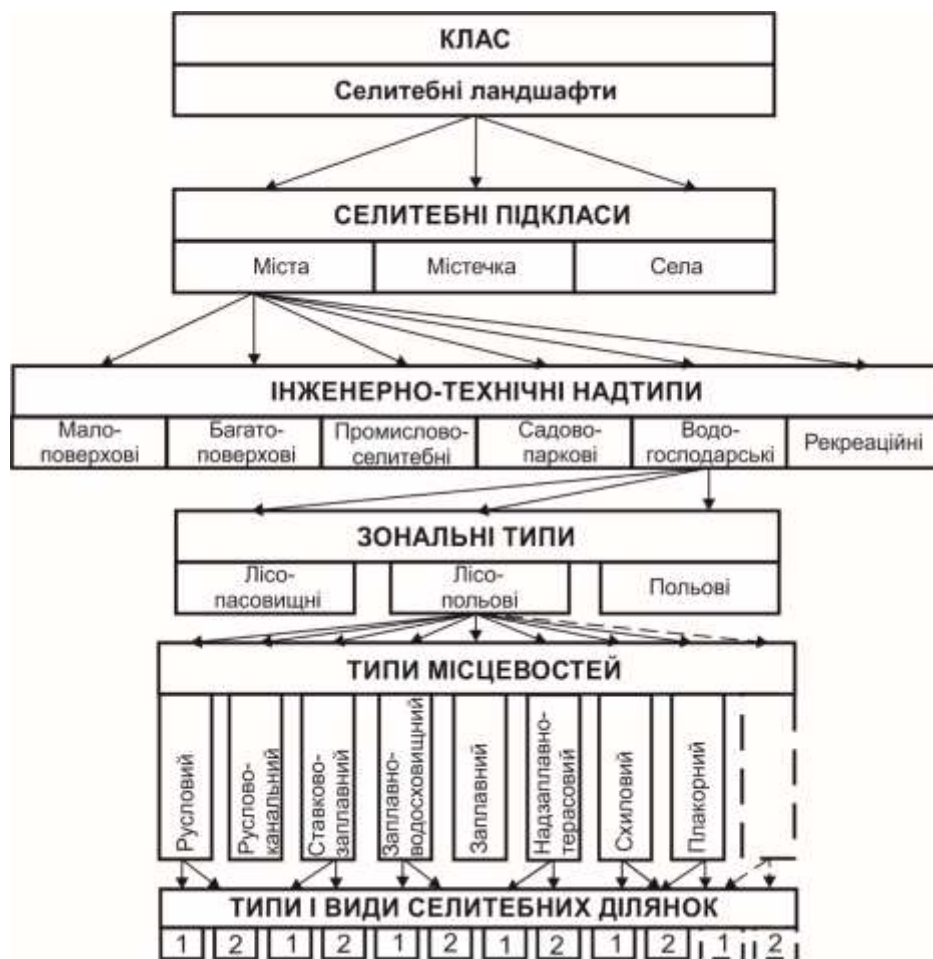 КЛАС
Селитебні ландшафти
СЕЛИТЕБНІ ПІДКЛАСИ
Міста
Містечка
Села
ІНЖЕНЕРНО-ТЕХНІЧНІ НАДТИПИ
Мало-
поверхові
Багато-
поверхові
Промислово-
селитебні
Садово-
паркові
Водо-
господарські
Рекреаційні
ЗОНАЛЬНІ ТИПИ
Лісо-
пасовищні
Лісо-
польові
Польові
ТИПИ МІСЦЕВОСТЕЙ
Русловий
Руслово-
канальний
Ставково-
заплавний
Заплавно-
водосховищний
Заплавний
Надзаплавно-
терасовий
Схиловий
Плакорний
ТИПИ І ВИДИ СЕЛИТЕБНИХ ДІЛЯНОК
1 2 1 2 1 2 1 2 1 2 1 2